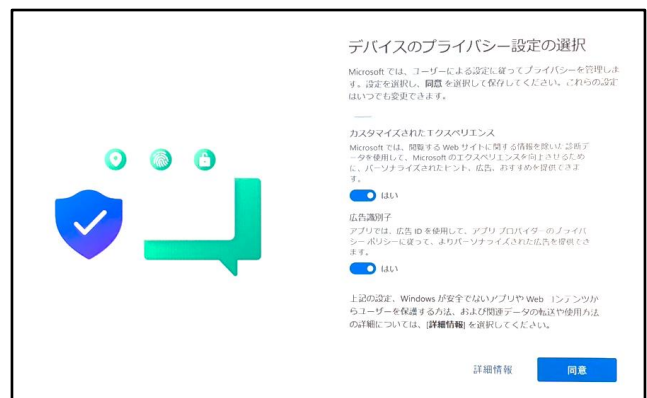 デバイスのプライバシー設定の選択
Microsoft では、ユーザーによる設定に従ってプライバシーを管理しま
す。設定を選択し、同意 を選択して保存してください。これらの設定
はいつでも変更できます。
カスタマイズされたエクスペリエンス
Microsoft では、閲覧する Web サイトに関する情報を除いた診断デ
ータを使用して、Microsoft のエクスペリエンスを向上させるため
に、パーソナライズされたヒント、広告、おすすめを提供できま
す。
はい
広告識別子
アプリでは、広告 ID を使用して、アプリ プロバイダーのプライバ
シー ポリシーに従って、よりパーソナライズされた広告を提供でき
ます。
はい
上記の設定、Windows が安全でないアプリや Web コンテンツか
らユーザーを保護する方法、および関連データの転送や使用方法
の詳細については、[詳細情報] を選択してください。
詳細情報
同意